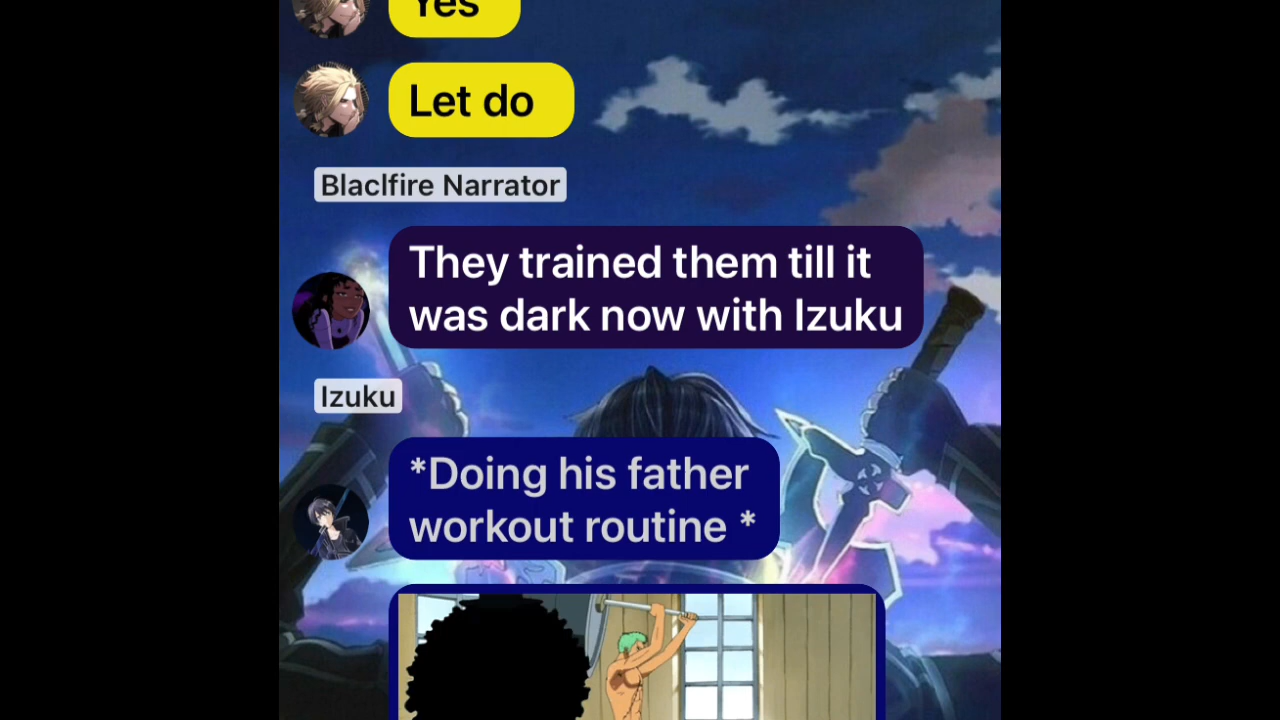 Yes
Let do
Blaclfire Narrator
They trained them till it
was dark now with Izuku
Izuku
*Doing his father
workout routine *